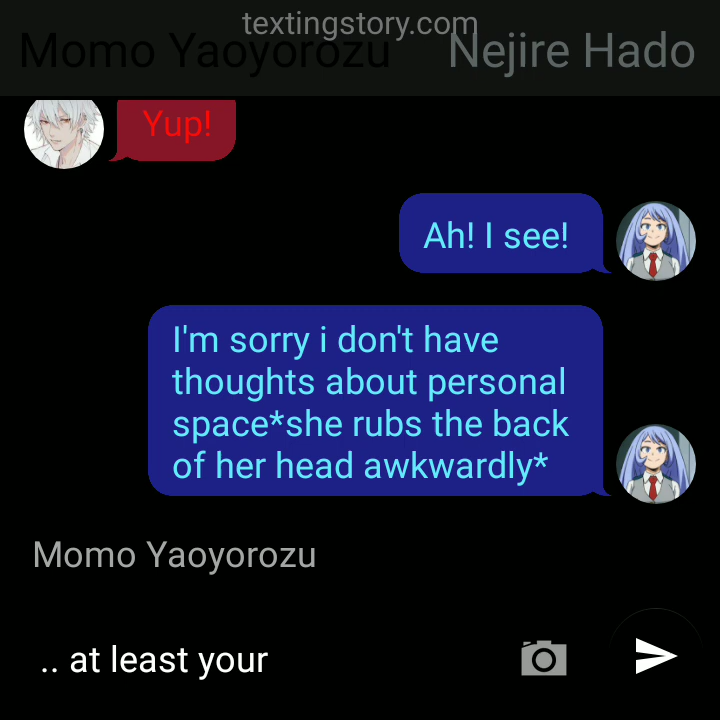 textingstory.com
Momo Yaoyorozu
Nejire Hado
Yup!
Ah! I see!
I'm sorry i don't have
thoughts about personal
space*she rubs the back
of her head awkwardly*
Momo Yaoyorozu
.. at least your